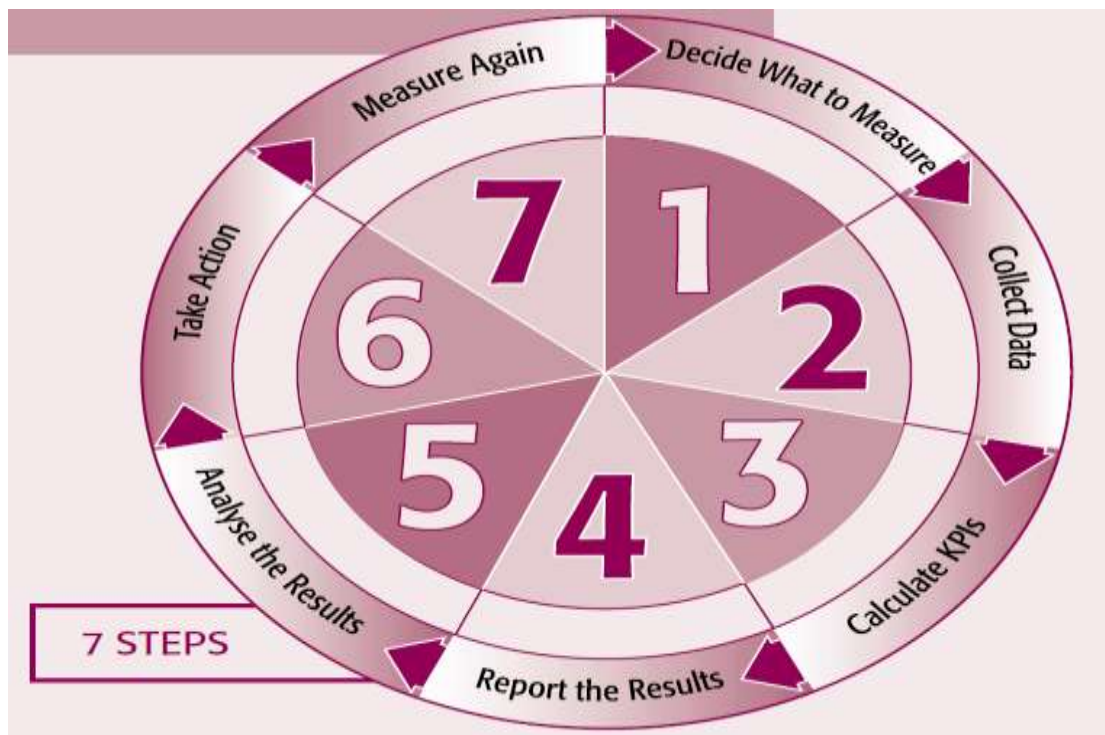 Decide What to Measure
1
Collect Data
2
Calculate KPIs
3
Report the Results
4
Analyse the Results
5
Take Action
6
Measure Again
7
7 STEPS